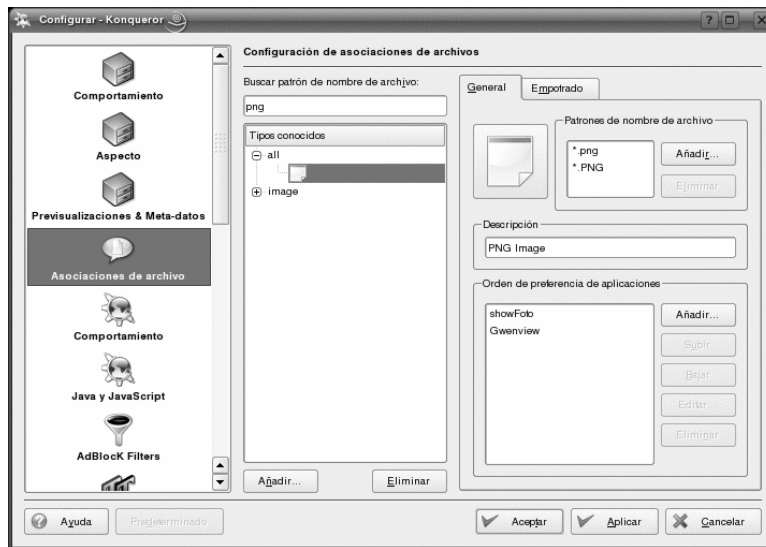 Configurar - Konqueror
Comportamiento
Aspecto
Previsualizaciones & Meta-datos
Asociaciones de archivo
Comportamiento
Java y JavaScript
AdBlocK Filters
Configuración de asociaciones de archivos
Buscar patrón de nombre de archivo:
png
Tipos conocidos
all
image
Añadir...
Eliminar
General
Empotrado
Patrones de nombre de archivo
*.png
*.PNG
Añadir...
Eliminar
Descripción
PNG Image
Orden de preferencia de aplicaciones
showFoto
Gwenview
Añadir...
Subir
Bajar
Editar...
Eliminar
Ayuda
Predeterminado
Aceptar
Aplicar
Cancelar